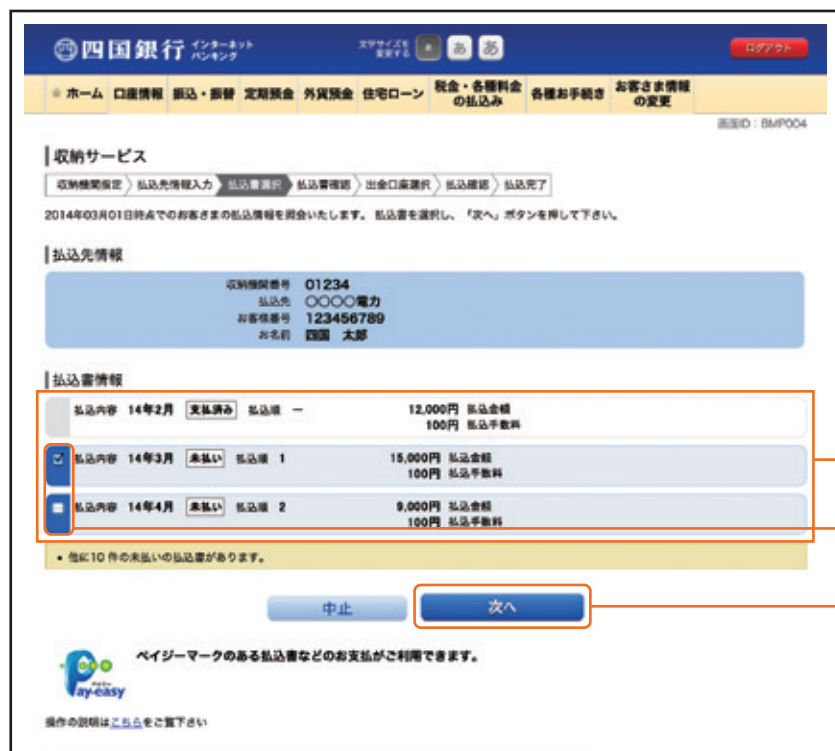 四国銀行 インターネットバンキング
文字サイズを変更する あ あ ログアウト
ホーム 口座情報 振込・振替 定期預金 外貨預金 住宅ローン 税金・各種料金の払込み 各種お手続き お客さま情報の変更
画面ID:BMP004
収納サービス
収納機関指定 払込先情報入力 払込書選択 払込書確認 出金口座選択 払込確認 払込完了
2014年03月01日時点でのお客さまの払込情報を照会いたします。 払込書を選択し、「次へ」ボタンを押して下さい。
払込先情報
収納機関番号 01234
払込先 〇〇〇〇電力
お客様番号 123456789
お名前 四国 太郎
払込書情報
払込内容 14年2月 支払済み 払込順 - 12,000円 払込金額
100円 払込手数料
払込内容 14年3月 未払い 払込順 1 15,000円 払込金額
100円 払込手数料
払込内容 14年4月 未払い 払込順 2 9,000円 払込金額
100円 払込手数料
• 他に10 件の未払いの払込書があります。
中止 次へ
ペイジーマークのある払込書などのお支払がご利用できます。
ペイジー
Pay-easy
操作の説明はこちらをご覧下さい